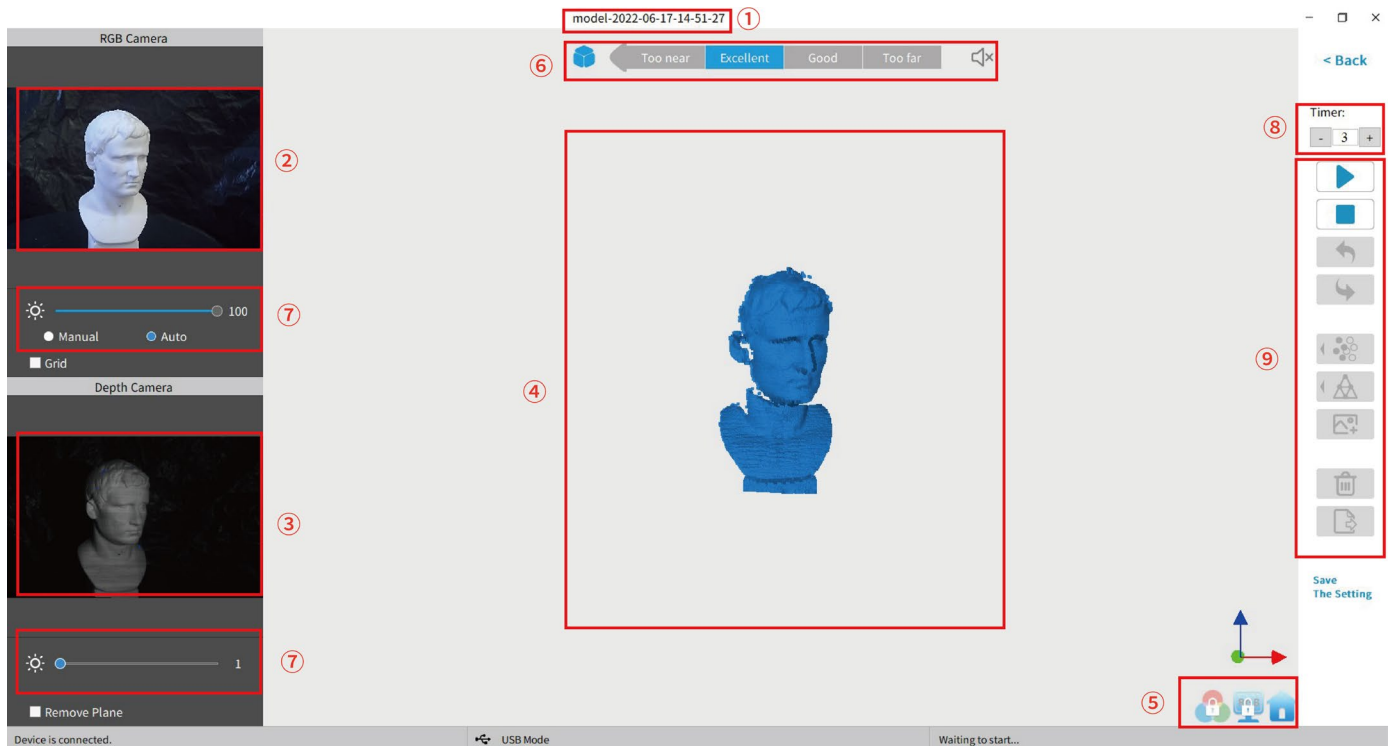 model-2022-06-17-14-51-27 ①
RGB Camera
⑥ Too near Excellent Good Too far
< Back
Timer:
⑧ - 3 +
②
100
Manual Auto
⑦
Grid
Depth Camera
④
⑨
③
1
⑦
Remove Plane
Save
The Setting
⑤
Device is connected. USB Mode Waiting to start...